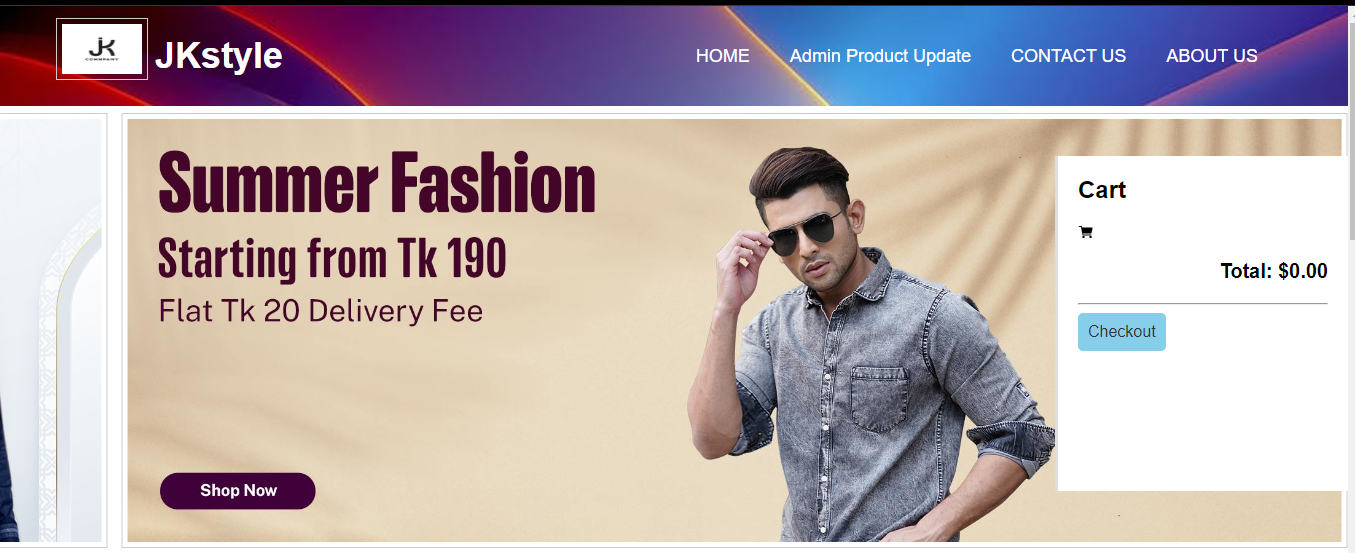 JK
COMMPANY
JKstyle
HOME
Admin Product Update
CONTACT US
ABOUT US
Summer Fashion
Starting from Tk 190
Flat Tk 20 Delivery Fee
Shop Now
Cart
Total: $0.00
Checkout